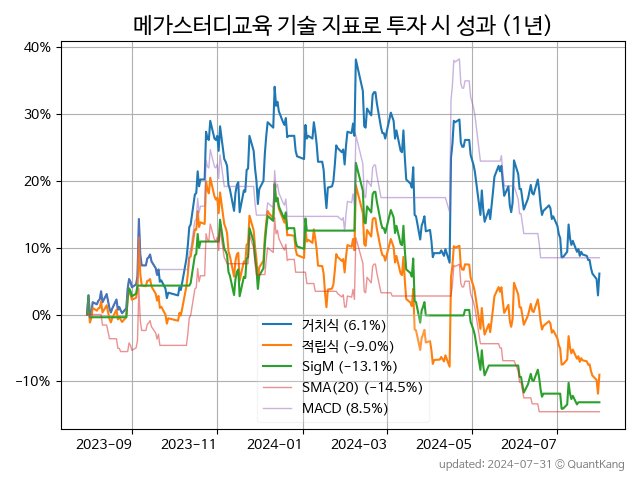 메가스터디교육 기술 지표로 투자 시 성과 (1년)
40%
30%
20%
10%
0%
−10%
거치식 (6.1%)
적립식 (−9.0%)
SigM (−13.1%)
SMA(20) (−14.5%)
MACD (8.5%)
2023−09 2023−11 2024−01 2024−03 2024−05 2024−07
updated: 2024−07−31 ⓒ QuantKang